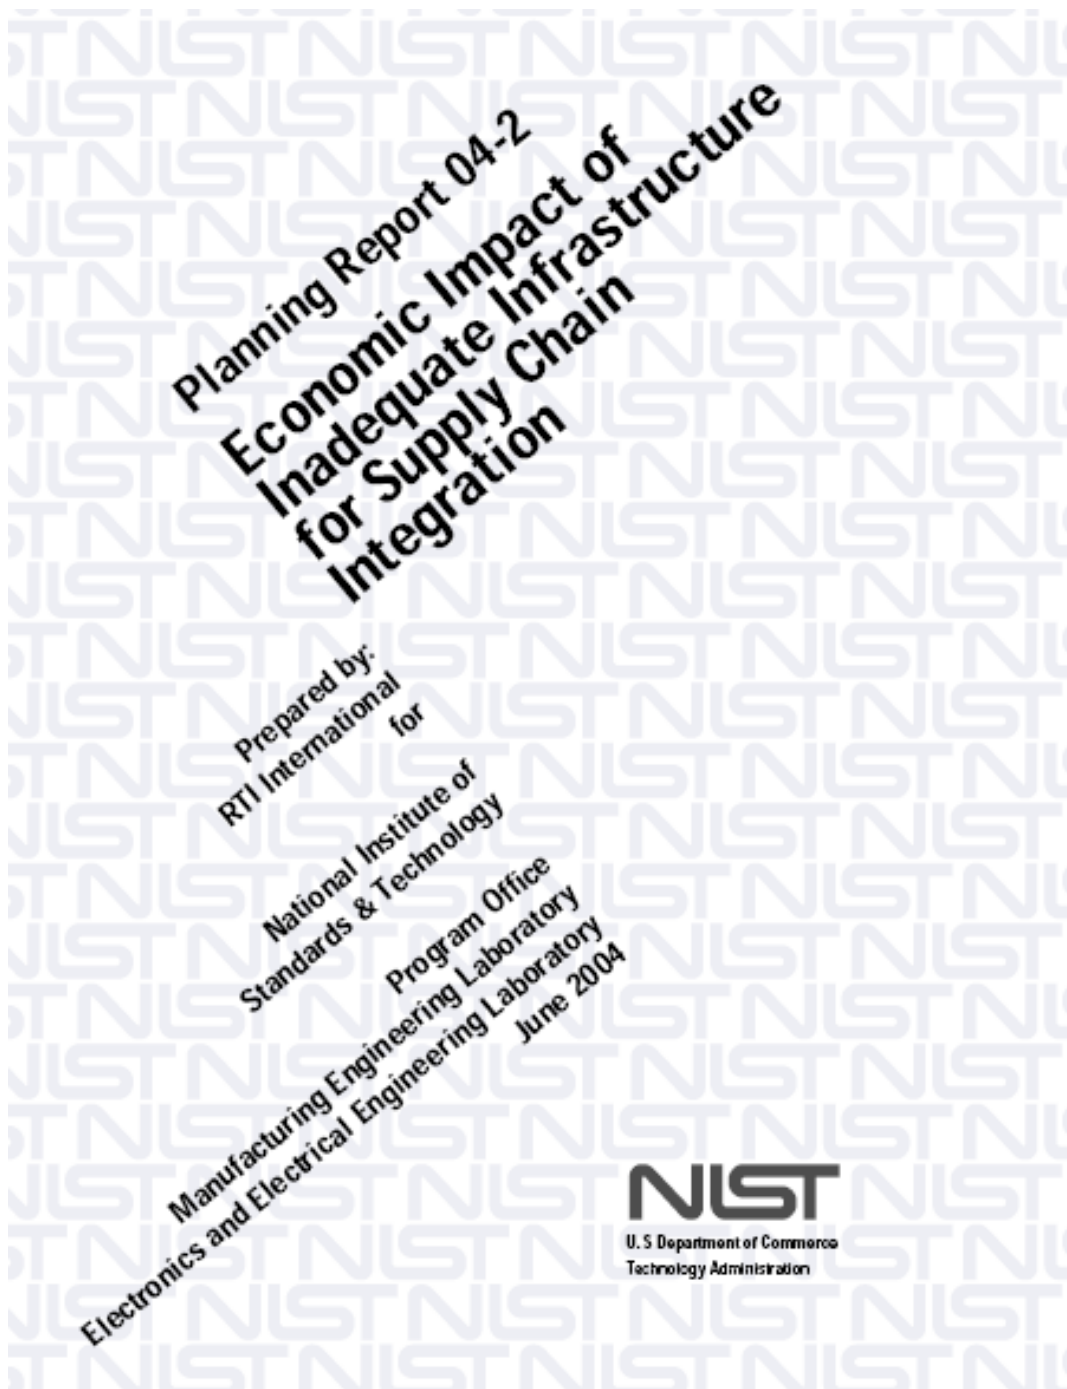 Planning Report 04-2
Economic Impact of
Inadequate Infrastructure
for Supply Chain
Integration
Prepared by:
RTI International
for
National Institute of
Standards & Technology
Program Office
Manufacturing Engineering Laboratory
Electronics and Electrical Engineering Laboratory
June 2004
NIST
U.S Department of Commerce
Technology Administration